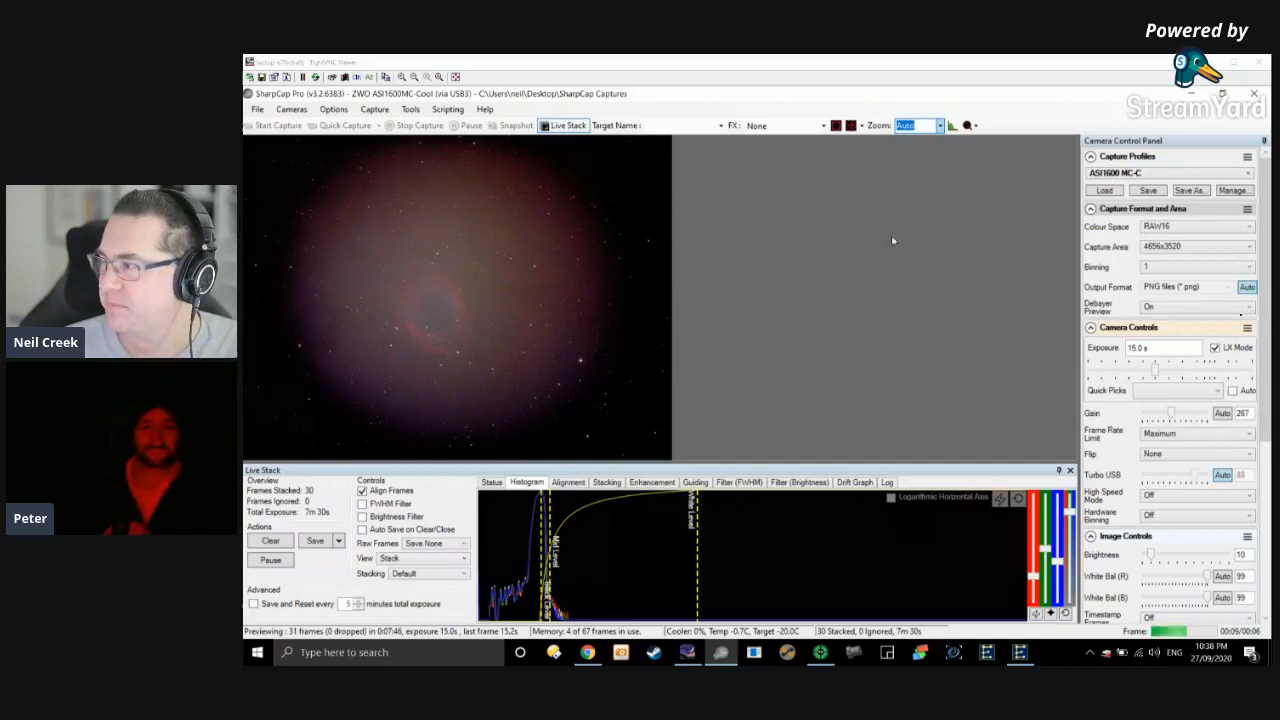 Powered by
StreamYard
TightVNC Viewer
SharpCap Pro (v3.2.6383) - ZWO ASI1600MC-Cool (via USB3) - C:\Users\neil\Desktop\SharpCap Captures
File Cameras Options Capture Tools Scripting Help
Start Capture Quick Capture Stop Capture Pause Snapshot Live Stack Target Name : FX : None Zoom: Auto
Camera Control Panel
Capture Profiles
ASI1600 MC-C
Load Save Save As... Manage...
Capture Format and Area
Colour Space RAW16
Capture Area 4656x3520
Binning 1
Output Format PNG files (*.png) Auto
Debayer Preview On
Camera Controls
Exposure 15.0 s LX Mode
Quick Picks Auto
Gain Auto 267
Frame Rate Limit Maximum
Flip None
Turbo USB Auto 88
High Speed Mode Off
Hardware Binning Off
Image Controls
Brightness 10
White Bal (R) Auto 99
White Bal (B) Auto 99
Timestamp Frames Off
Neil Creek
Peter
Live Stack
Overview
Frames Stacked: 30
Frames Ignored: 0
Total Exposure: 7m 30s
Actions
Clear Save
Pause
Advanced
Save and Reset every 5 minutes total exposure
Controls
Align Frames
FWHM Filter
Brightness Filter
Auto Save on Clear/Close
Raw Frames Save None
View Stack
Stacking Default
Status Histogram Alignment Stacking Enhancement Guiding Filter (FWHM) Filter (Brightness) Drift Graph Log
Logarithmic Horizontal Axis
Mid Level
White Level
Previewing : 31 frames (0 dropped) in 0:07:46, exposure 15.0s , last frame 15.2s Memory: 4 of 67 frames in use. Cooler: 0%, Temp -0.7C, Target -20.0C 30 Stacked, 0 Ignored, 7m 30s Frame: 00:09/00:06
Type here to search
ENG
10:38 PM
27/09/2020
3